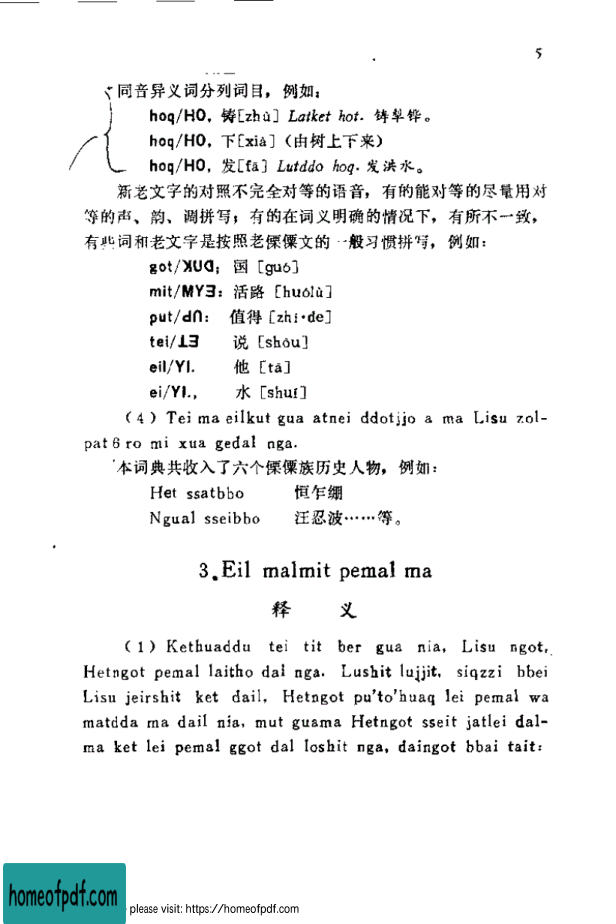 5
同音异义词分列词目，例如：
hoq/HO, 铸[zhù] Latket hot. 铸犁铧。
hoq/HO, 下[xià]（由树上下来）
hoq/HO, 发[fā] Lutddo hoq. 发洪水。
新老文字的对照不完全对等的语音，有的能对等的尽量用对
等的声、韵、调拼写；有的在词义明确的情况下，有所不一致，
有些词和老文字是按照老傈僳文的一般习惯拼写，例如：
got/ꓘUꓷ; 国 [guó]
mit/MYƎ: 活路 [huólù]
put/dՈ: 值得 [zhí·de]
tei/ꓕƎ 说 [shōu]
eil/YI. 他 [tā]
ei/YI., 水 [shuǐ]
（4）Tei ma eilkut gua atnei ddotjjo a ma Lisu zol-
pat 6 ro mi xua gedal nga.
本词典共收入了六个傈僳族历史人物，例如：
Het ssatbbo 恒乍绷
Ngual sseibbo 汪忍波……等。
3. Eil malmit pemal ma
释 义
（1）Kethuaddu tei tit ber gua nia, Lisu ngot,
Hetngot pemal laitho dal nga. Lushit lujjit, siqzzi bbei
Lisu jeirshit ket dail, Hetngot pu'to'huaq lei pemal wa
matdda ma dail nia, mut guama Hetngot sseit jatlei dal-
ma ket lei pemal ggot dal loshit nga, daingot bbai tait:
homeofpdf.com
please visit: https://homeofpdf.com